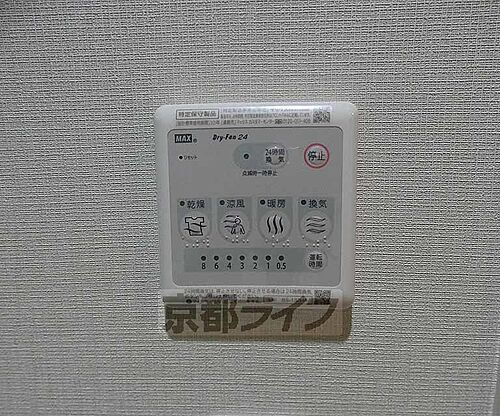 特定保守製品
MAX Dry-Fan 24
リセット
24時間
換気
停止
点滅時一時停止
乾燥 涼風 暖房 換気
8 6 4 3 2 1 0.5
運転
時間
京都ライフ